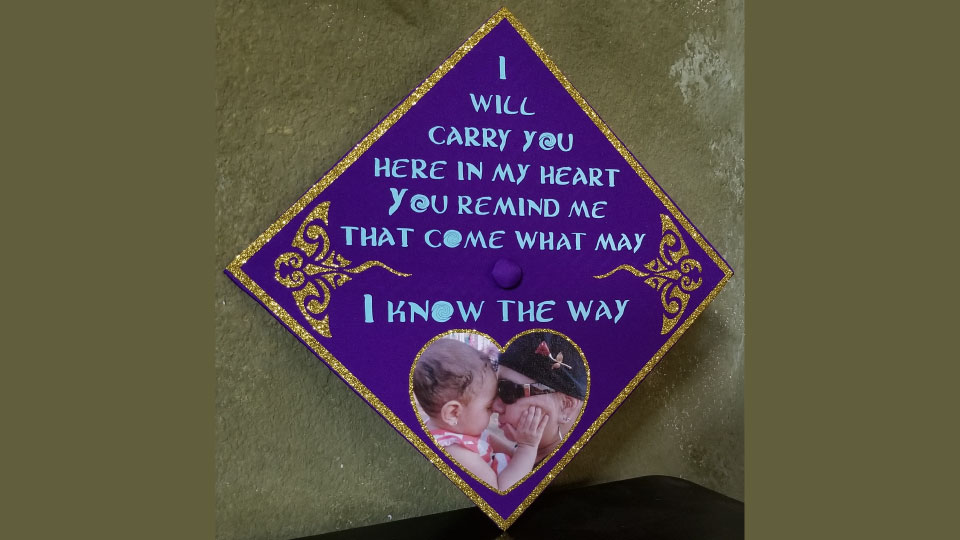 I
WILL
CARRY YOU
HERE IN MY HEART
YOU REMIND ME
THAT COME WHAT MAY
I KNOW THE WAY